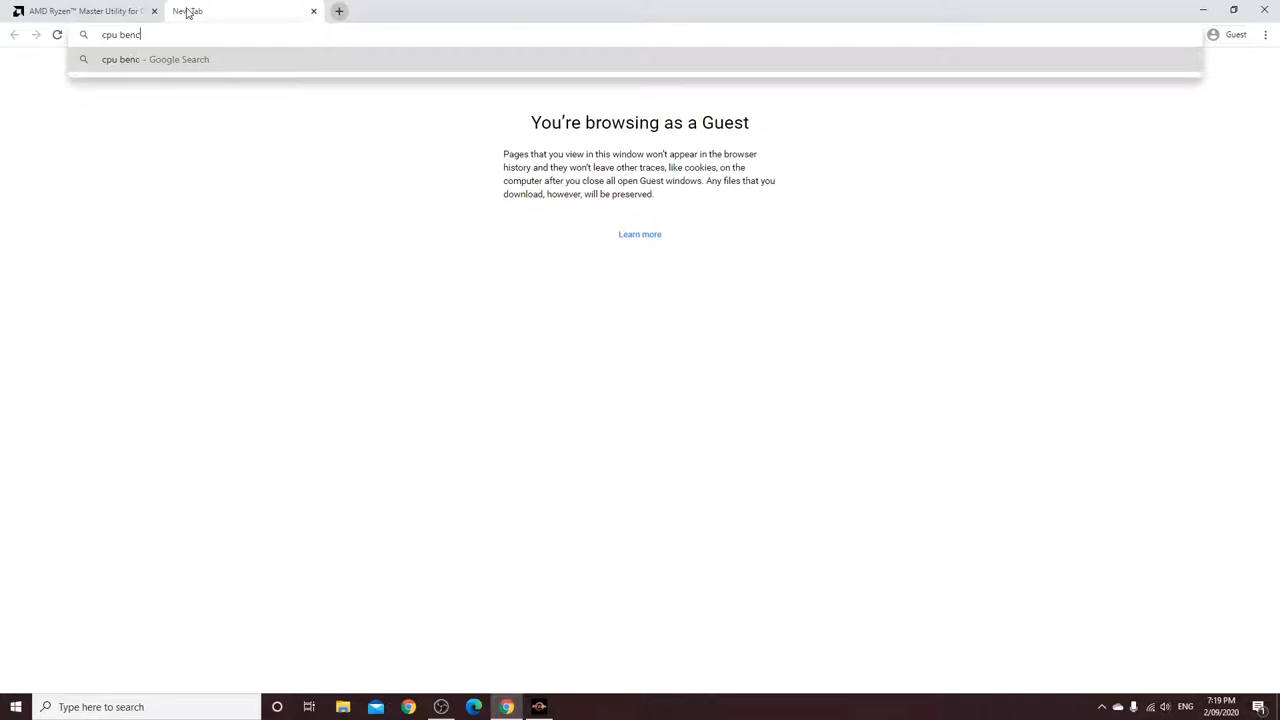 AMD Ryzen™ Master Utility for
New Tab
cpu benc
Guest
cpu benc - Google Search
You're browsing as a Guest
Pages that you view in this window won't appear in the browser
history and they won't leave other traces, like cookies, on the
computer after you close all open Guest windows. Any files that you
download, however, will be preserved.
Learn more
Type here to search
ENG
7:19 PM
2/09/2020